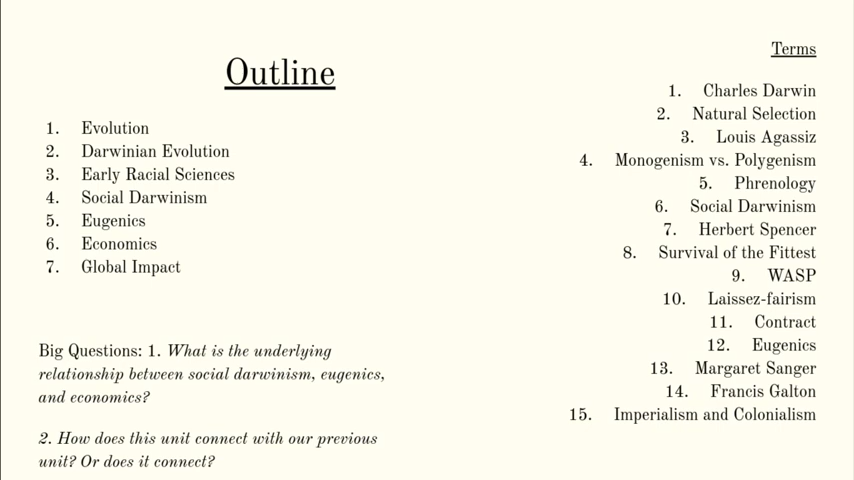 Outline
1. Evolution
2. Darwinian Evolution
3. Early Racial Sciences
4. Social Darwinism
5. Eugenics
6. Economics
7. Global Impact
Big Questions: 1. What is the underlying
relationship between social darwinism, eugenics,
and economics?
2. How does this unit connect with our previous
unit? Or does it connect?
Terms
1. Charles Darwin
2. Natural Selection
3. Louis Agassiz
4. Monogenism vs. Polygenism
5. Phrenology
6. Social Darwinism
7. Herbert Spencer
8. Survival of the Fittest
9. WASP
10. Laissez-fairism
11. Contract
12. Eugenics
13. Margaret Sanger
14. Francis Galton
15. Imperialism and Colonialism